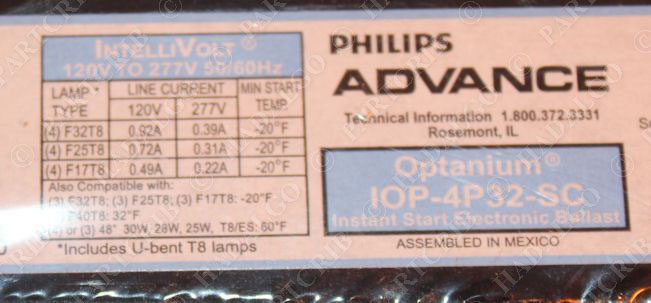 INTELLIVOLT®
120V TO 277V 50/60Hz
LAMP * TYPE LINE CURRENT MIN START TEMP.
120V 277V
(4) F32T8 0.92A 0.39A -20°F
(4) F25T8 0.72A 0.31A -20°F
(4) F17T8 0.49A 0.22A -20°F
Also Compatible with:
(3) F32T8; (3) F25T8; (3) F17T8: -20°F
F40T8: 32°F
(4) or (3) 48" 30W, 28W, 25W, T8/ES: 60°F
*Includes U-bent T8 lamps
PHILIPS
ADVANCE
Technical Information 1.800.372.3331
Rosemont, IL
Optanium®
IOP-4P32-SC
Instant Start Electronic Ballast
ASSEMBLED IN MEXICO